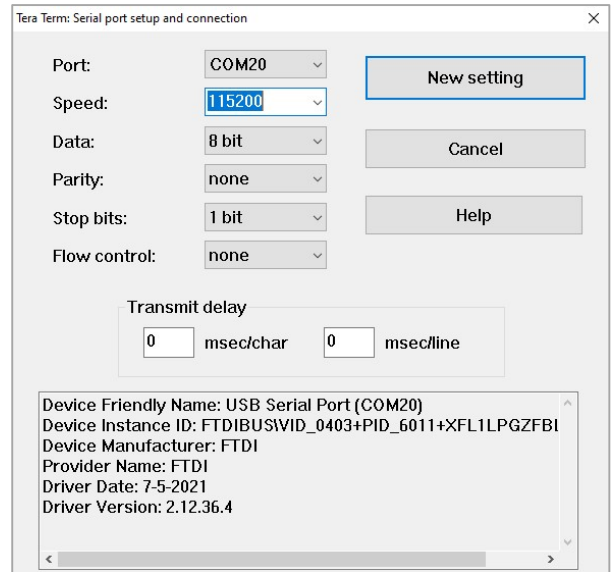 Tera Term: Serial port setup and connection
Port: COM20
New setting
Speed: 115200
Data: 8 bit
Cancel
Parity: none
Stop bits: 1 bit
Help
Flow control: none
Transmit delay
0 msec/char 0 msec/line
Device Friendly Name: USB Serial Port (COM20)
Device Instance ID: FTDIBUS\VID_0403+PID_6011+XFL1LPGZFBL
Device Manufacturer: FTDI
Provider Name: FTDI
Driver Date: 7-5-2021
Driver Version: 2.12.36.4